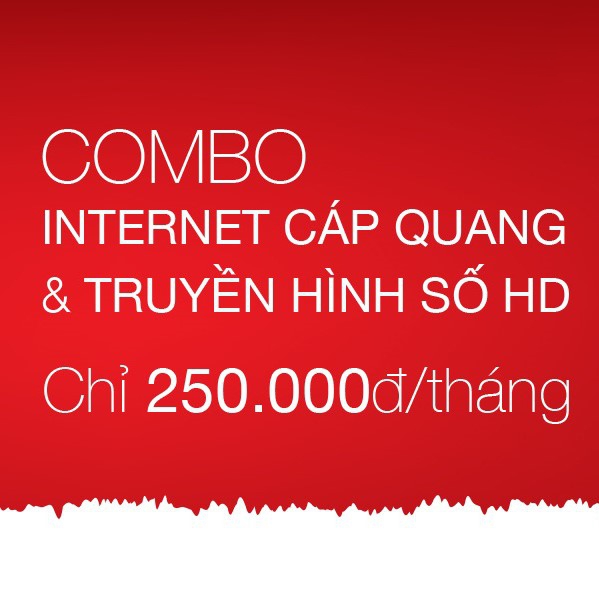 COMBO
INTERNET CÁP QUANG
& TRUYỀN HÌNH SỐ HD
Chỉ 250.000đ/tháng